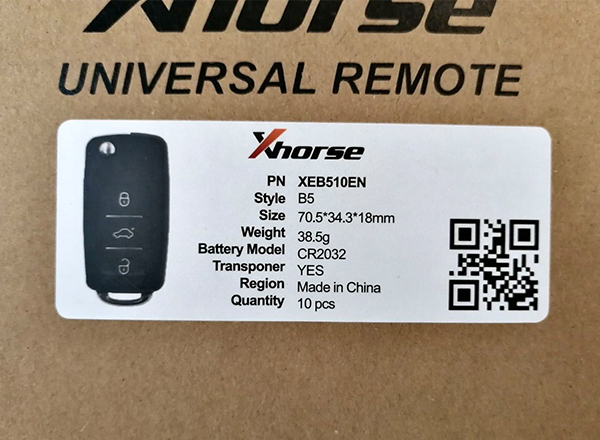 Xhorse
UNIVERSAL REMOTE
Xhorse
PN XEB510EN
Style B5
Size 70.5*34.3*18mm
Weight 38.5g
Battery Model CR2032
Transponer YES
Region Made in China
Quantity 10 pcs